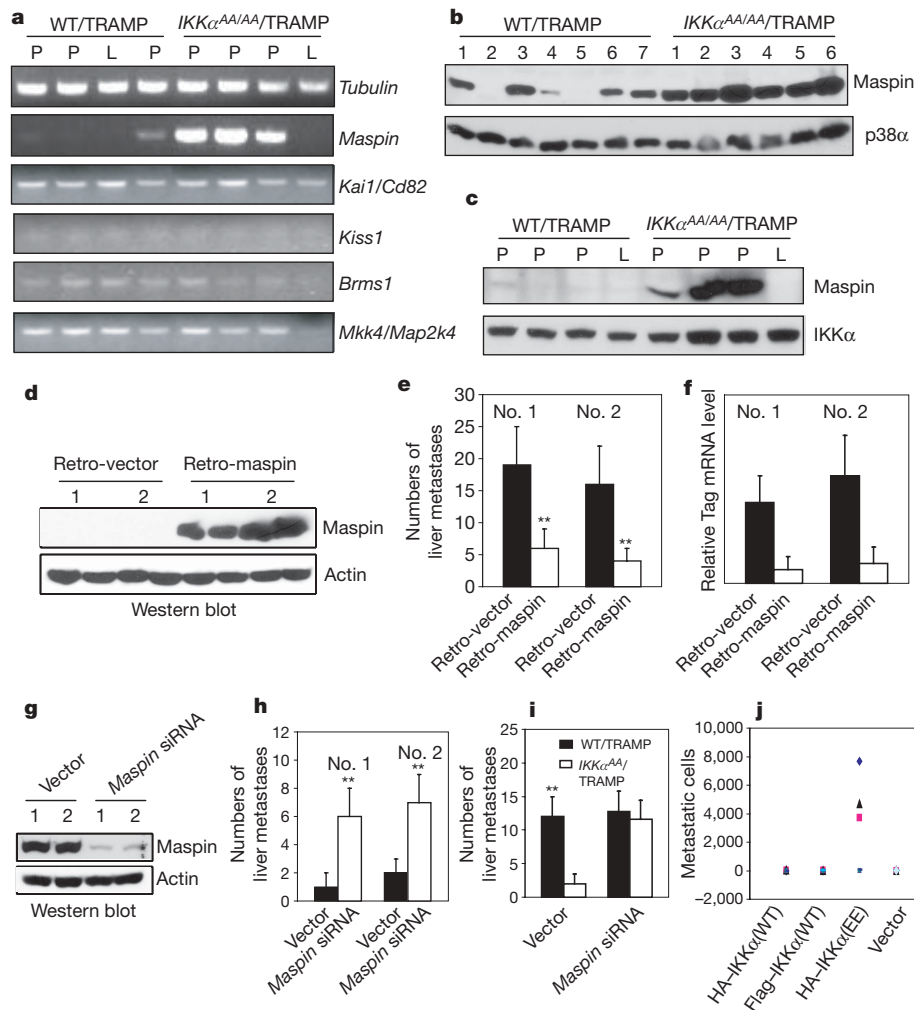 a
WT/TRAMP IKKα^AA/AA/TRAMP
P P L P P P P L
Tubulin
Maspin
Kai1/Cd82
Kiss1
Brms1
Mkk4/Map2k4
b
WT/TRAMP IKKα^AA/AA/TRAMP
1 2 3 4 5 6 7 1 2 3 4 5 6
Maspin
p38α
c
WT/TRAMP IKKα^AA/AA/TRAMP
P P P L P P P L
Maspin
IKKα
d
Retro-vector Retro-maspin
1 2 1 2
Maspin
Actin
Western blot
e
Numbers of
liver metastases
30
25
20
15
10
5
0
No. 1 No. 2
** **
Retro-vector
Retro-maspin
Retro-vector
Retro-maspin
f
Relative Tag mRNA level
No. 1 No. 2
Retro-vector
Retro-maspin
Retro-vector
Retro-maspin
g
Vector Maspin siRNA
1 2 1 2
Maspin
Actin
Western blot
h
Numbers of
liver metastases
12
10
8
6
4
2
0
No. 1 No. 2
** **
Vector
Maspin siRNA
Vector
Maspin siRNA
i
Numbers of
liver metastases
25
20
15
10
5
0
WT/TRAMP
IKKα^AA/
TRAMP
**
Vector
Maspin siRNA
j
Metastatic cells
10,000
8,000
6,000
4,000
2,000
0
−2,000
HA–IKKα(WT)
Flag–IKKα(WT)
HA–IKKα(EE)
Vector